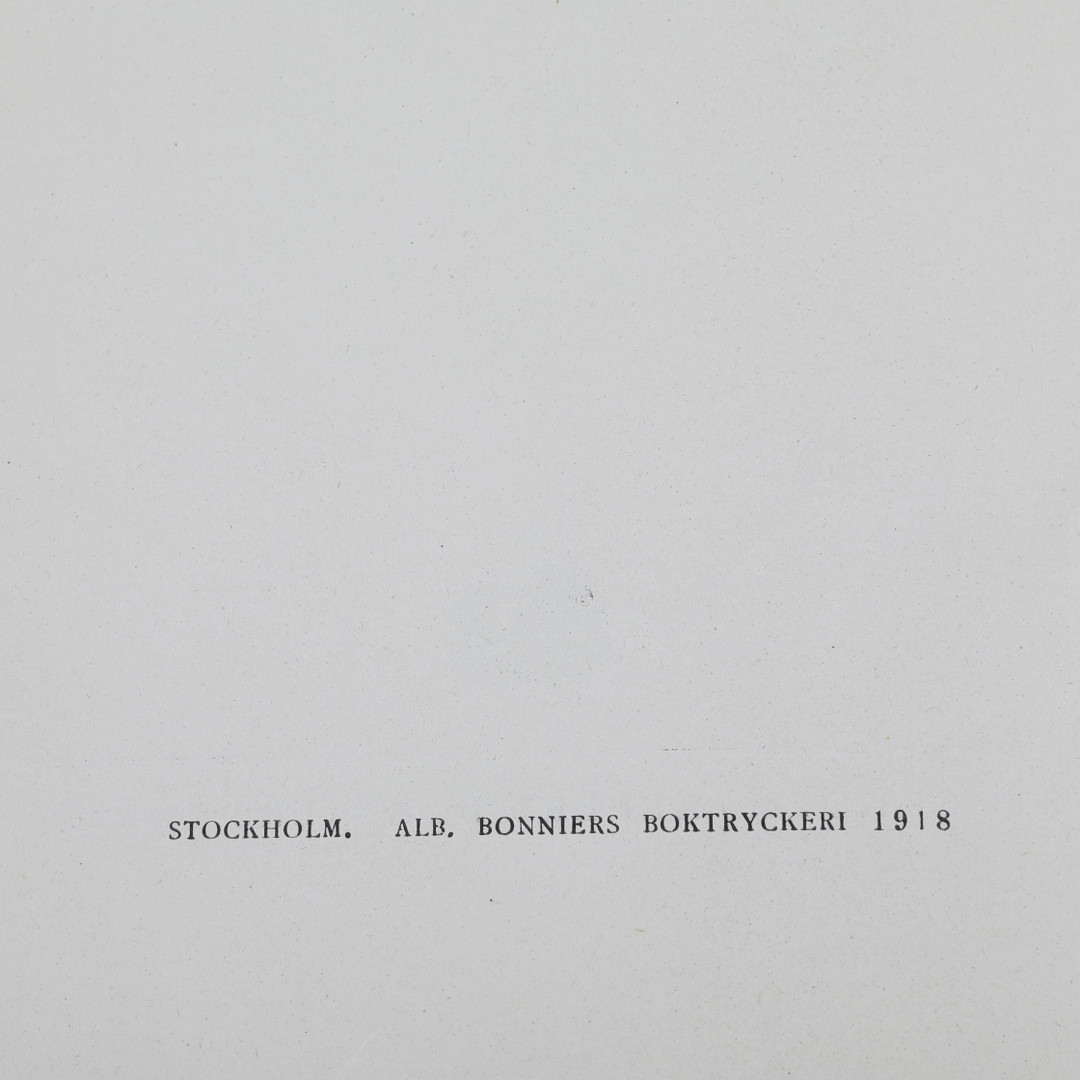 STOCKHOLM. ALB. BONNIERS BOKTRYCKERI 1918